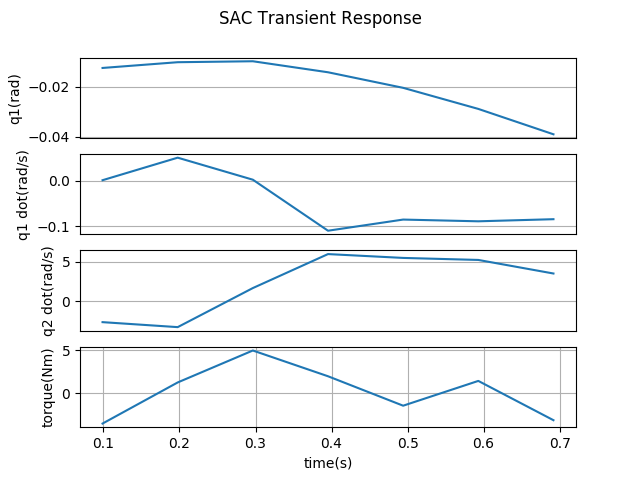 SAC Transient Response
q1(rad)
−0.02
−0.04
q1 dot(rad/s)
0.0
−0.1
q2 dot(rad/s)
5
0
torque(Nm)
5
0
0.1 0.2 0.3 0.4 0.5 0.6 0.7
time(s)